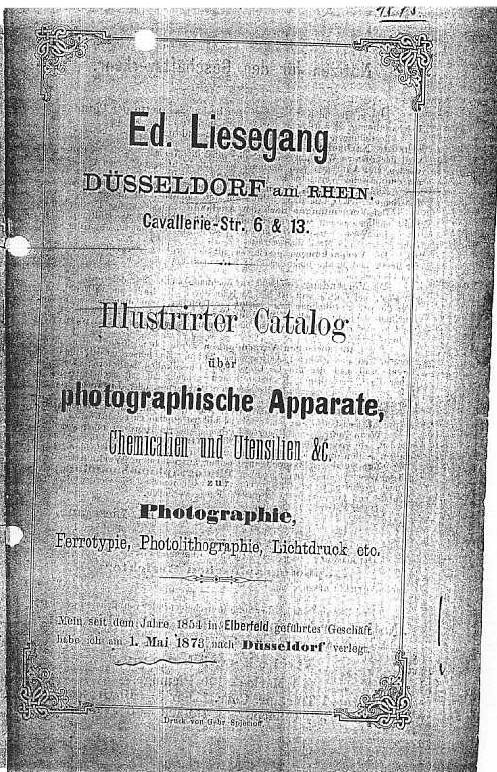 Ed. Liesegang
DÜSSELDORF am RHEIN.
Cavallerie-Str. 6 & 13.
Illustrirter Catalog
über
photographische Apparate,
Chemicalien und Utensilien &c.
zur
Photographie,
Ferrotypie, Photolithographie, Lichtdruck etc.
Mein seit dem Jahre 1854 in Elberfeld geführtes Geschäft
habe ich am 1. Mai 1873 nach Düsseldorf verlegt.
Druck von Gebr.